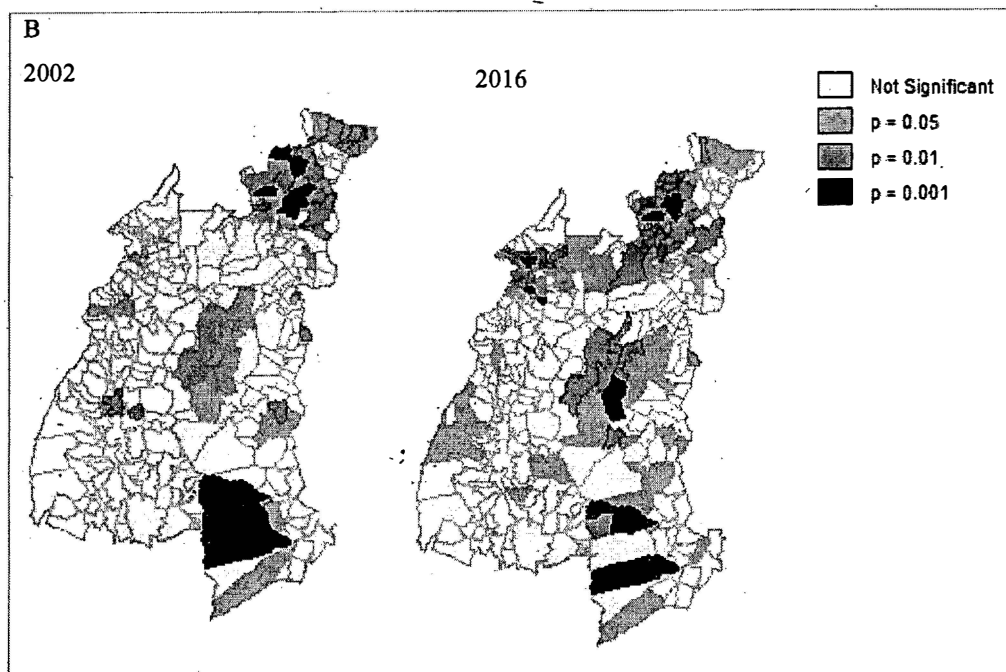 B
2002
2016
Not Significant
p = 0.05
p = 0.01
p = 0.001